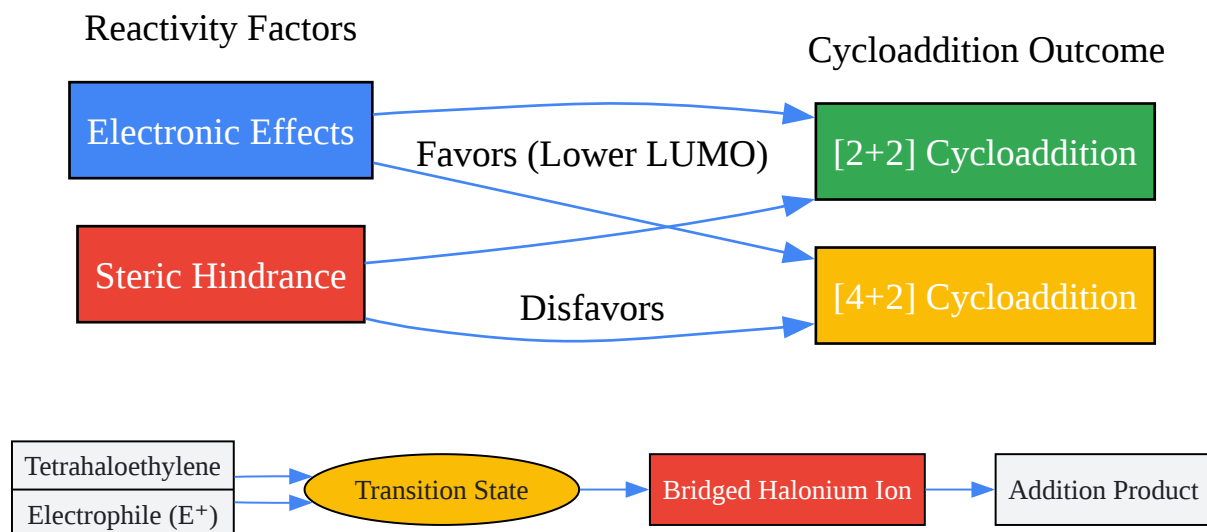 Reactivity Factors
Cycloaddition Outcome
Electronic Effects
Favors (Lower LUMO)
[2+2] Cycloaddition
Steric Hindrance
Disfavors
[4+2] Cycloaddition
Tetrahaloethylene
Electrophile (E⁺)
Transition State
Bridged Halonium Ion
Addition Product